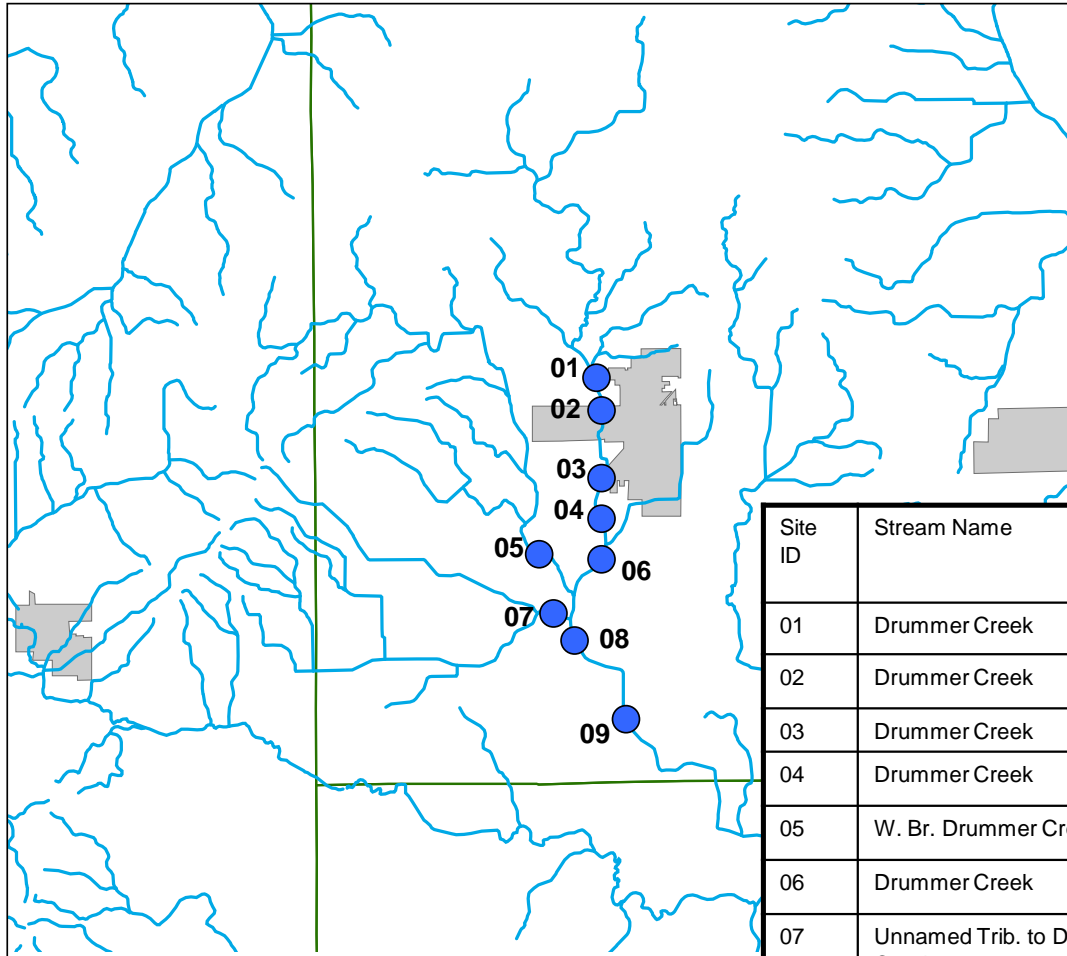 01
02
03
04
05
06
07
08
09
Site ID Stream Name
01 Drummer Creek
02 Drummer Creek
03 Drummer Creek
04 Drummer Creek
05 W. Br. Drummer Cr
06 Drummer Creek
07 Unnamed Trib. to D